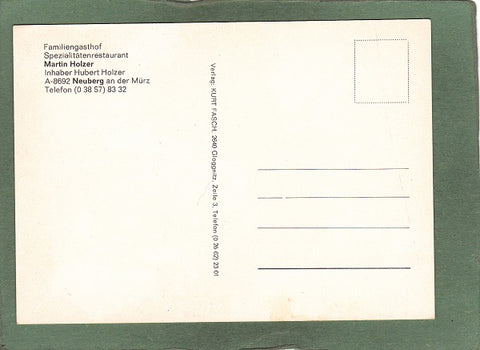 Familiengasthof
Spezialitätenrestaurant
Martin Holzer
Inhaber Hubert Holzer
A-8692 Neuberg an der Mürz
Telefon (0 38 57) 83 32
Verlag: KURT FASCH, 2640 Gloggnitz, Zeile 3, Telefon (0 26 62) 23 01